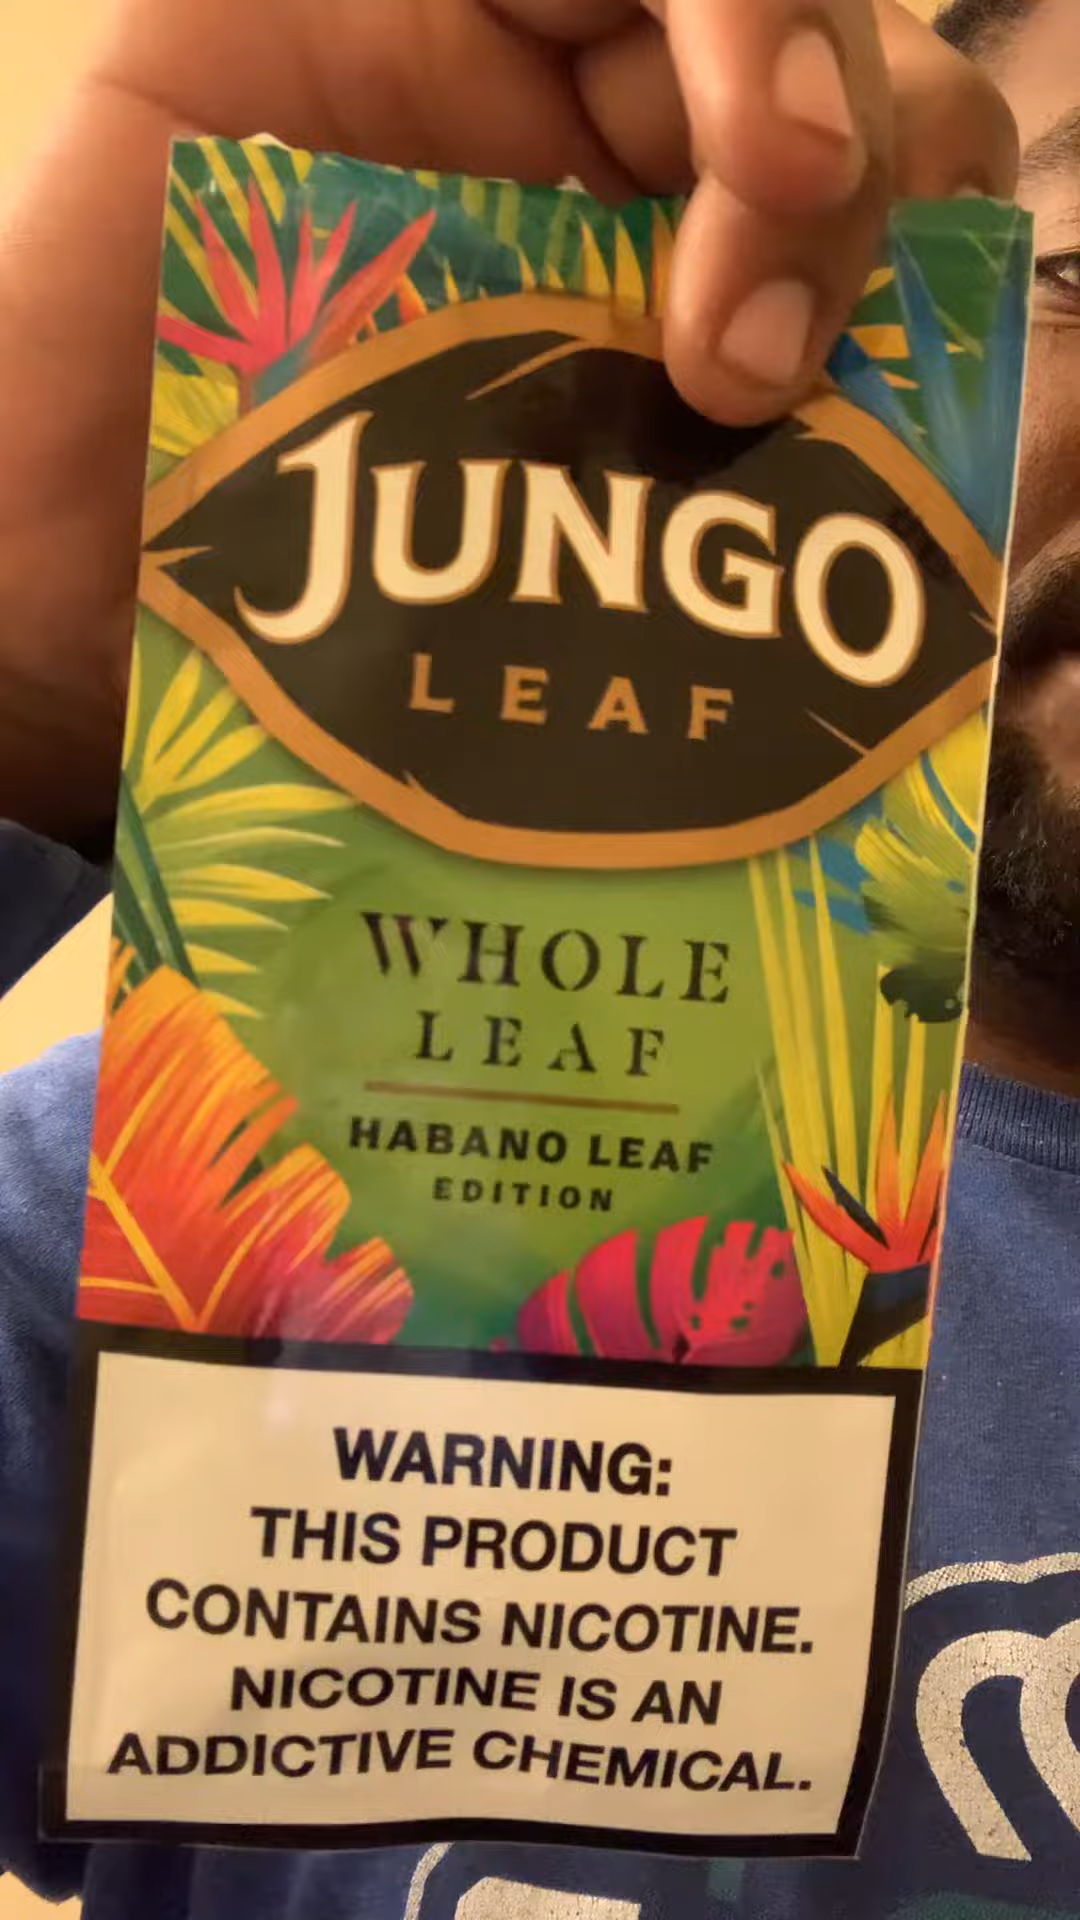 JUNGO
LEAF
WHOLE
LEAF
HABANO LEAF
EDITION
WARNING:
THIS PRODUCT
CONTAINS NICOTINE.
NICOTINE IS AN
ADDICTIVE CHEMICAL.